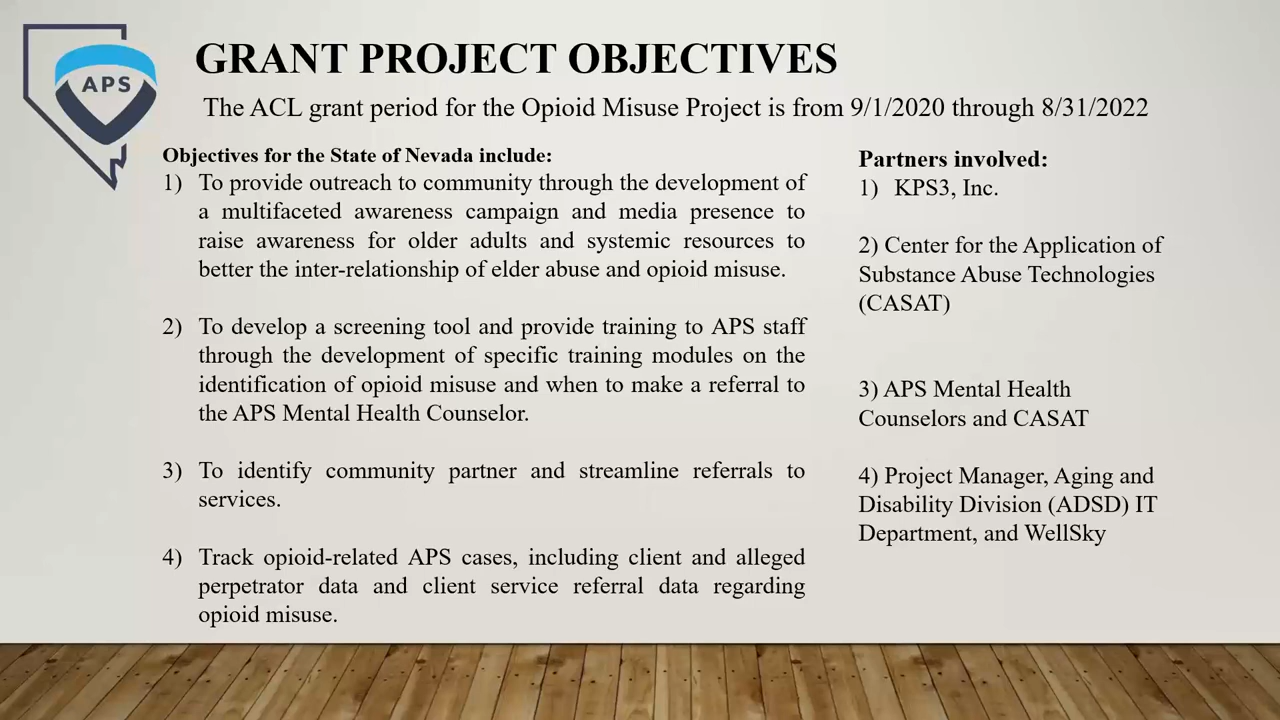 APS
GRANT PROJECT OBJECTIVES
The ACL grant period for the Opioid Misuse Project is from 9/1/2020 through 8/31/2022
Objectives for the State of Nevada include:
1) To provide outreach to community through the development of
a multifaceted awareness campaign and media presence to
raise awareness for older adults and systemic resources to
better the inter-relationship of elder abuse and opioid misuse.
2) To develop a screening tool and provide training to APS staff
through the development of specific training modules on the
identification of opioid misuse and when to make a referral to
the APS Mental Health Counselor.
3) To identify community partner and streamline referrals to
services.
4) Track opioid-related APS cases, including client and alleged
perpetrator data and client service referral data regarding
opioid misuse.
Partners involved:
1) KPS3, Inc.
2) Center for the Application of
Substance Abuse Technologies
(CASAT)
3) APS Mental Health
Counselors and CASAT
4) Project Manager, Aging and
Disability Division (ADSD) IT
Department, and WellSky